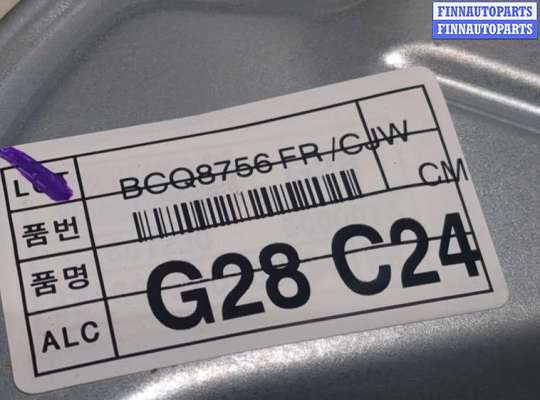 FINNAUTOPARTS
FINNAUTOPARTS
LOT
BCQ8756 FR /CJW
CM
품번
품명
G28 C24
ALC